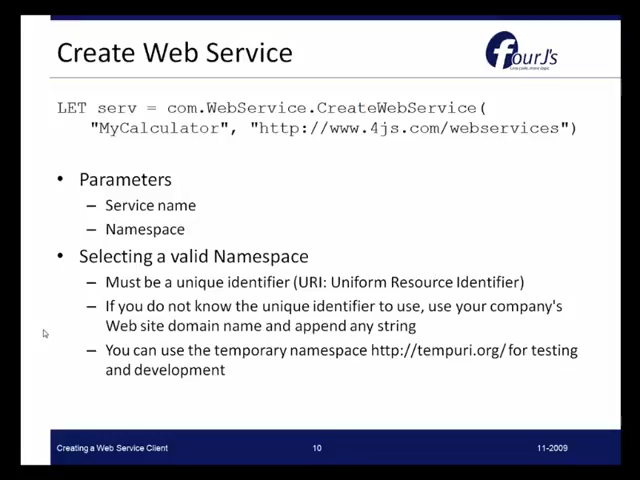 Create Web Service
fourJ's
LET serv = com.WebService.CreateWebService(
"MyCalculator", "http://www.4js.com/webservices")
• Parameters
– Service name
– Namespace
• Selecting a valid Namespace
– Must be a unique identifier (URI: Uniform Resource Identifier)
– If you do not know the unique identifier to use, use your company's
Web site domain name and append any string
– You can use the temporary namespace http://tempuri.org/ for testing
and development
Creating a Web Service Client 10 11-2009